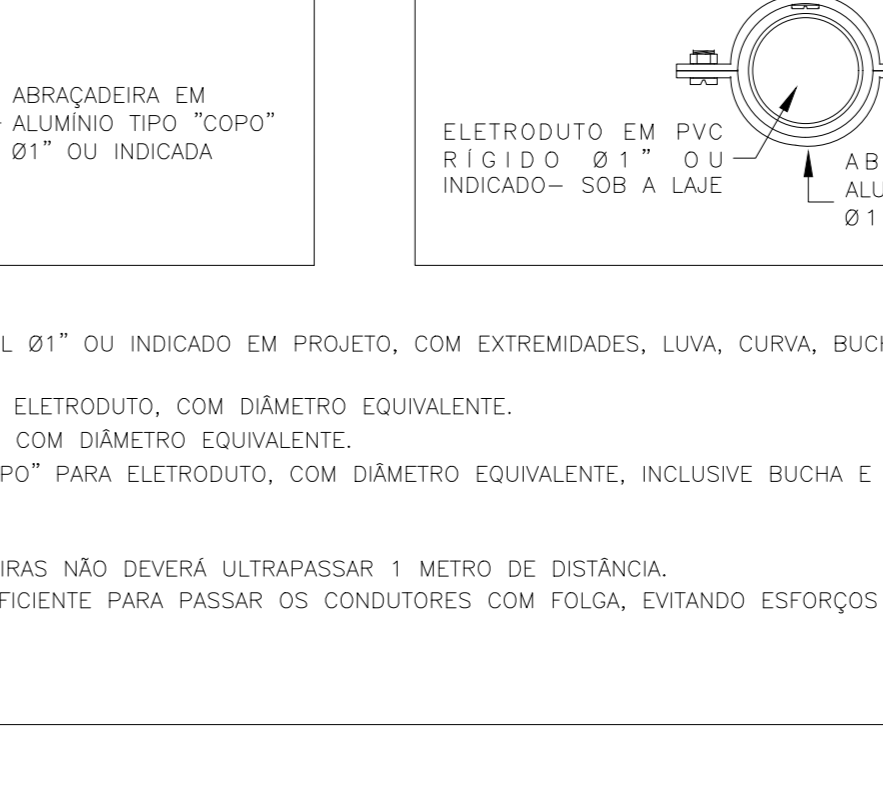 ABRAÇADEIRA EM
ALUMÍNIO TIPO "COPO"
Ø1" OU INDICADA
ELETRODUTO EM PVC
RÍGIDO Ø1" OU
INDICADO— SOB A LAJE
AB
ALU
Ø1
L Ø1" OU INDICADO EM PROJETO, COM EXTREMIDADES, LUVA, CURVA, BUCH
ELETRODUTO, COM DIÂMETRO EQUIVALENTE.
COM DIÂMETRO EQUIVALENTE.
PO" PARA ELETRODUTO, COM DIÂMETRO EQUIVALENTE, INCLUSIVE BUCHA E
IRAS NÃO DEVERÁ ULTRAPASSAR 1 METRO DE DISTÂNCIA.
FICIENTE PARA PASSAR OS CONDUTORES COM FOLGA, EVITANDO ESFORÇOS